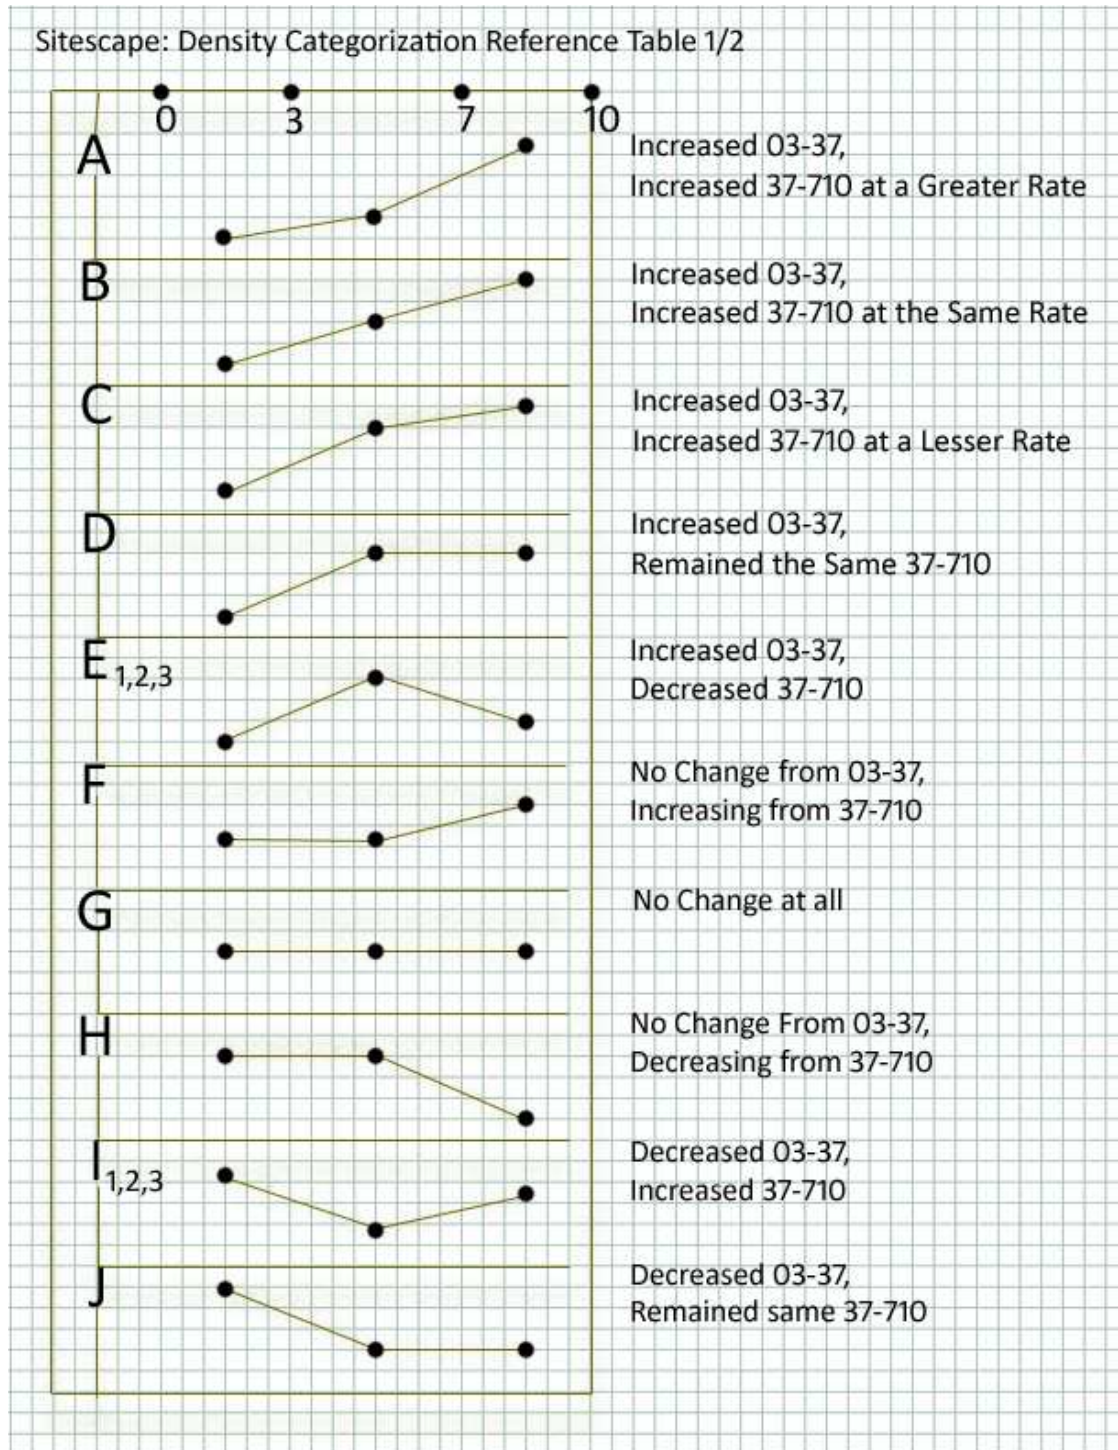 Sitescape: Density Categorization Reference Table 1/2
0 3 7 10
A
Increased 03-37,
Increased 37-710 at a Greater Rate
B
Increased 03-37,
Increased 37-710 at the Same Rate
C
Increased 03-37,
Increased 37-710 at a Lesser Rate
D
Increased 03-37,
Remained the Same 37-710
E 1,2,3
Increased 03-37,
Decreased 37-710
F
No Change from 03-37,
Increasing from 37-710
G
No Change at all
H
No Change From 03-37,
Decreasing from 37-710
I 1,2,3
Decreased 03-37,
Increased 37-710
J
Decreased 03-37,
Remained same 37-710